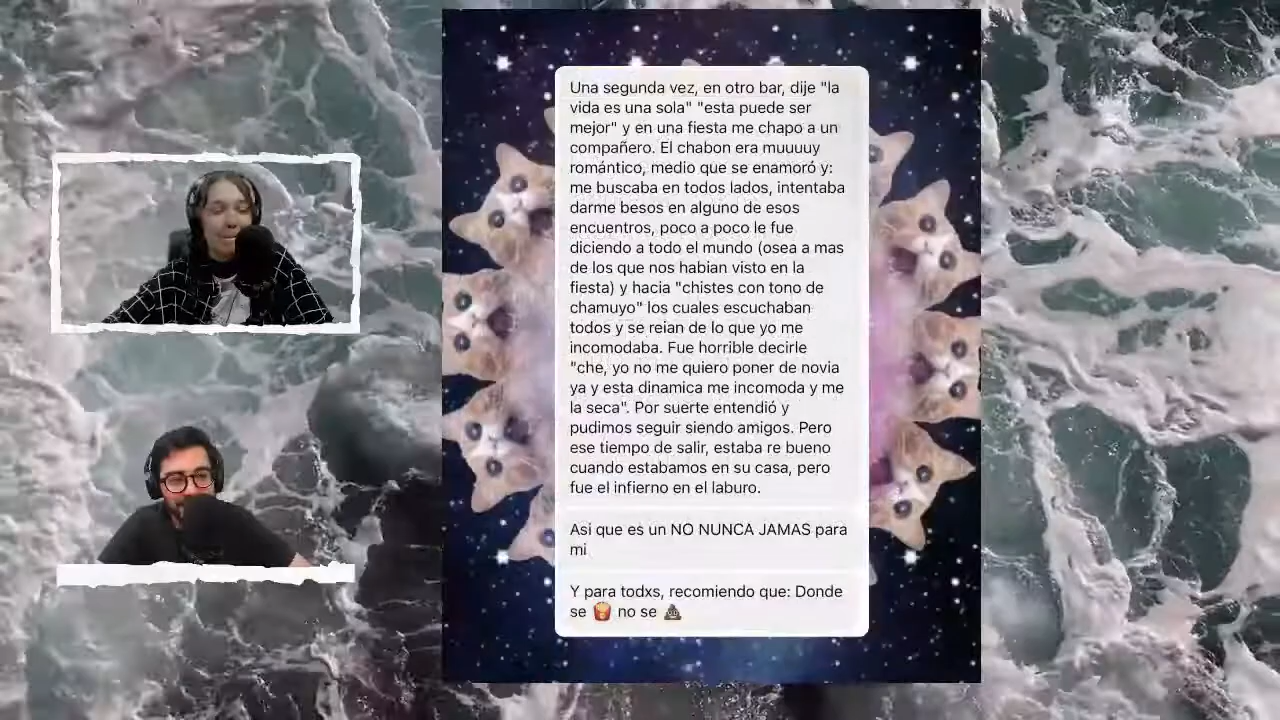 Una segunda vez, en otro bar, dije "la
vida es una sola" "esta puede ser
mejor" y en una fiesta me chapo a un
compañero. El chabon era muuuuy
romántico, medio que se enamoró y:
me buscaba en todos lados, intentaba
darme besos en alguno de esos
encuentros, poco a poco le fue
diciendo a todo el mundo (osea a mas
de los que nos habian visto en la
fiesta) y hacia "chistes con tono de
chamuyo" los cuales escuchaban
todos y se reian de lo que yo me
incomodaba. Fue horrible decirle
"che, yo no me quiero poner de novia
ya y esta dinamica me incomoda y me
la seca". Por suerte entendió y
pudimos seguir siendo amigos. Pero
ese tiempo de salir, estaba re bueno
cuando estabamos en su casa, pero
fue el infierno en el laburo.
Asi que es un NO NUNCA JAMAS para
mi
Y para todxs, recomiendo que: Donde
se 🍟 no se 💩